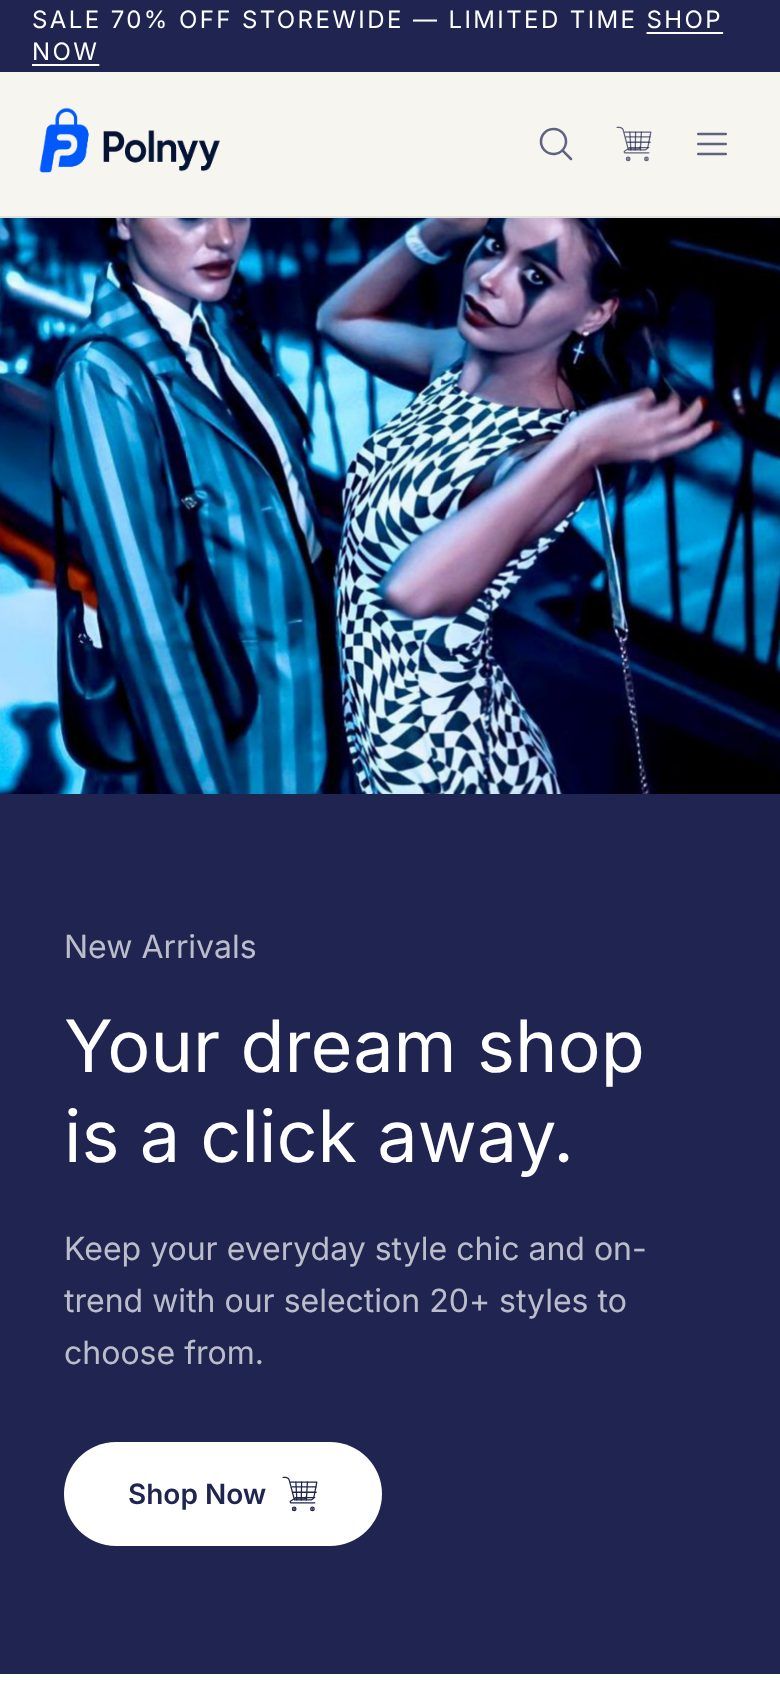 SALE 70% OFF STOREWIDE — LIMITED TIME SHOP
NOW
Polnyy
New Arrivals
Your dream shop
is a click away.
Keep your everyday style chic and on-
trend with our selection 20+ styles to
choose from.
Shop Now